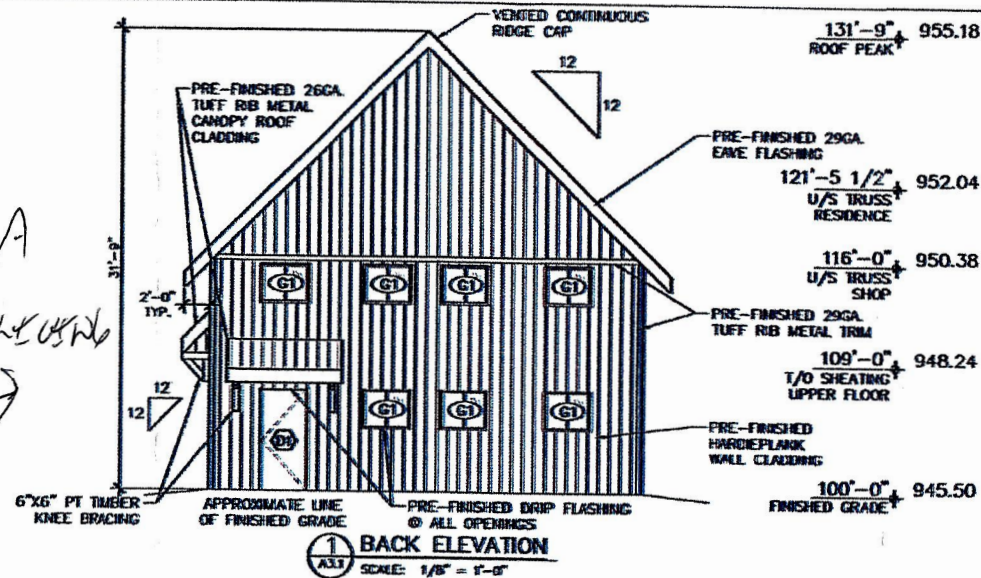 VENTED CONTINUOUS
RIDGE CAP
131'-9"
ROOF PEAK
955.18
12
12
PRE-FINISHED 26GA.
TUFF RIB METAL
CANOPY ROOF
CLADDING
PRE-FINISHED 29GA.
EAVE FLASHING
121'-5 1/2"
U/S TRUSS
RESIDENCE
952.04
31'-9"
116'-0"
U/S TRUSS
SHOP
950.38
G1 G1 G1 G1
2'-0"
TYP.
PRE-FINISHED 29GA.
TUFF RIB METAL TRIM
109'-0"
T/O SHEATING
UPPER FLOOR
948.24
12
12
G1 G1 G1
D1
PRE-FINISHED
HARDIEPLANK
WALL CLADDING
6"X6" PT TIMBER
KNEE BRACING
APPROXIMATE LINE
OF FINISHED GRADE
PRE-FINISHED DRIP FLASHING
@ ALL OPENINGS
100'-0"
FINISHED GRADE
945.50
1
A3.1
BACK ELEVATION
SCALE: 1/8" = 1'-0"